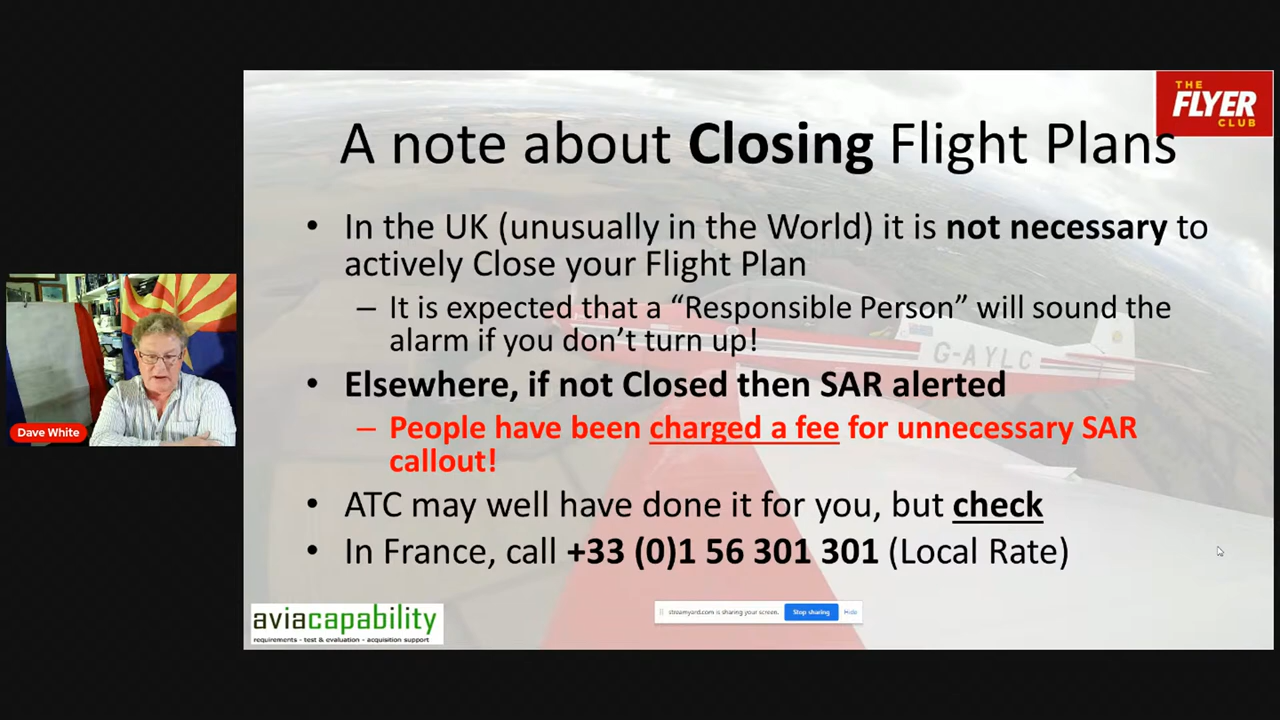 THE
FLYER
CLUB
A note about Closing Flight Plans
• In the UK (unusually in the World) it is not necessary to
actively Close your Flight Plan
– It is expected that a “Responsible Person” will sound the
alarm if you don’t turn up!
G-AYLC
• Elsewhere, if not Closed then SAR alerted
– People have been charged a fee for unnecessary SAR
callout!
• ATC may well have done it for you, but check
• In France, call +33 (0)1 56 301 301 (Local Rate)
Dave White
aviacapability
requirements - test & evaluation - acquisition support
streamyard.com is sharing your screen.
Stop sharing
Hide